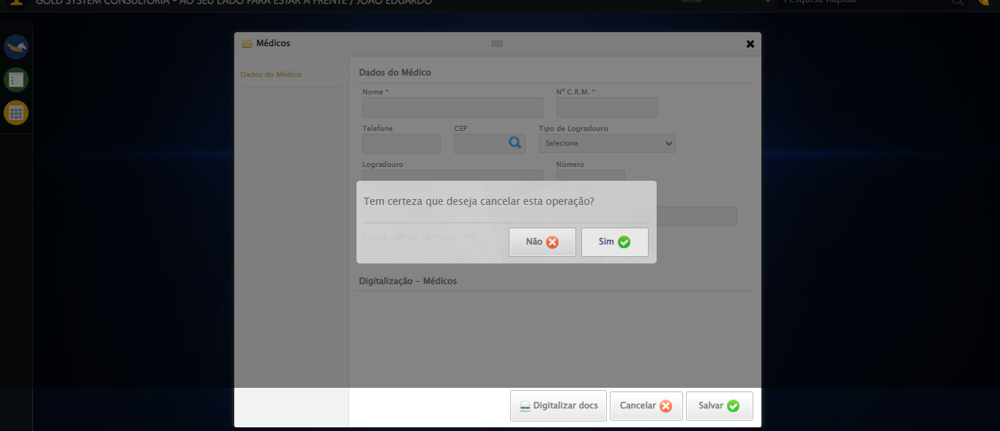 GOLD SYSTEM CONSULTORIA - AO SEU LADO PARA ESTAR À FRENTE / JOÃO EDUARDO
Nome
Pesquisa Rápida
Médicos
Dados do Médico
Dados do Médico
Nome * Nº C.R.M. *
Telefone CEP Tipo de Logradouro
Selecione
Logradouro Número
Tem certeza que deseja cancelar esta operação?
Cidade - UF (Ex: São Paulo - SP)
Não Sim
Digitalização - Médicos
Digitalizar docs Cancelar Salvar